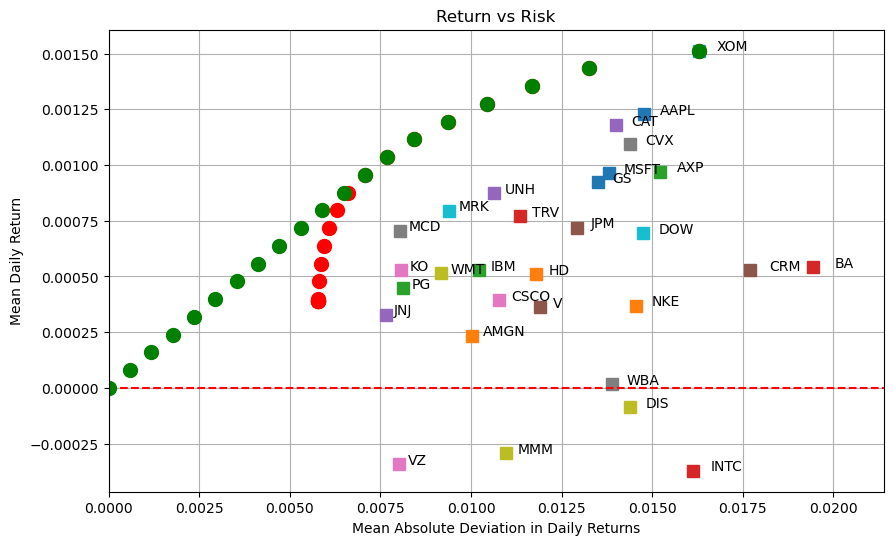 Return vs Risk
Mean Daily Return
0.00150
0.00125
0.00100
0.00075
0.00050
0.00025
0.00000
−0.00025
XOM
AAPL
CAT
CVX
MSFT
AXP
GS
UNH
MRK
TRV
MCD
JPM
DOW
KO
WMT
IBM
HD
CRM
BA
PG
CSCO
V
NKE
JNJ
AMGN
WBA
DIS
VZ
MMM
INTC
0.0000 0.0025 0.0050 0.0075 0.0100 0.0125 0.0150 0.0175 0.0200
Mean Absolute Deviation in Daily Returns